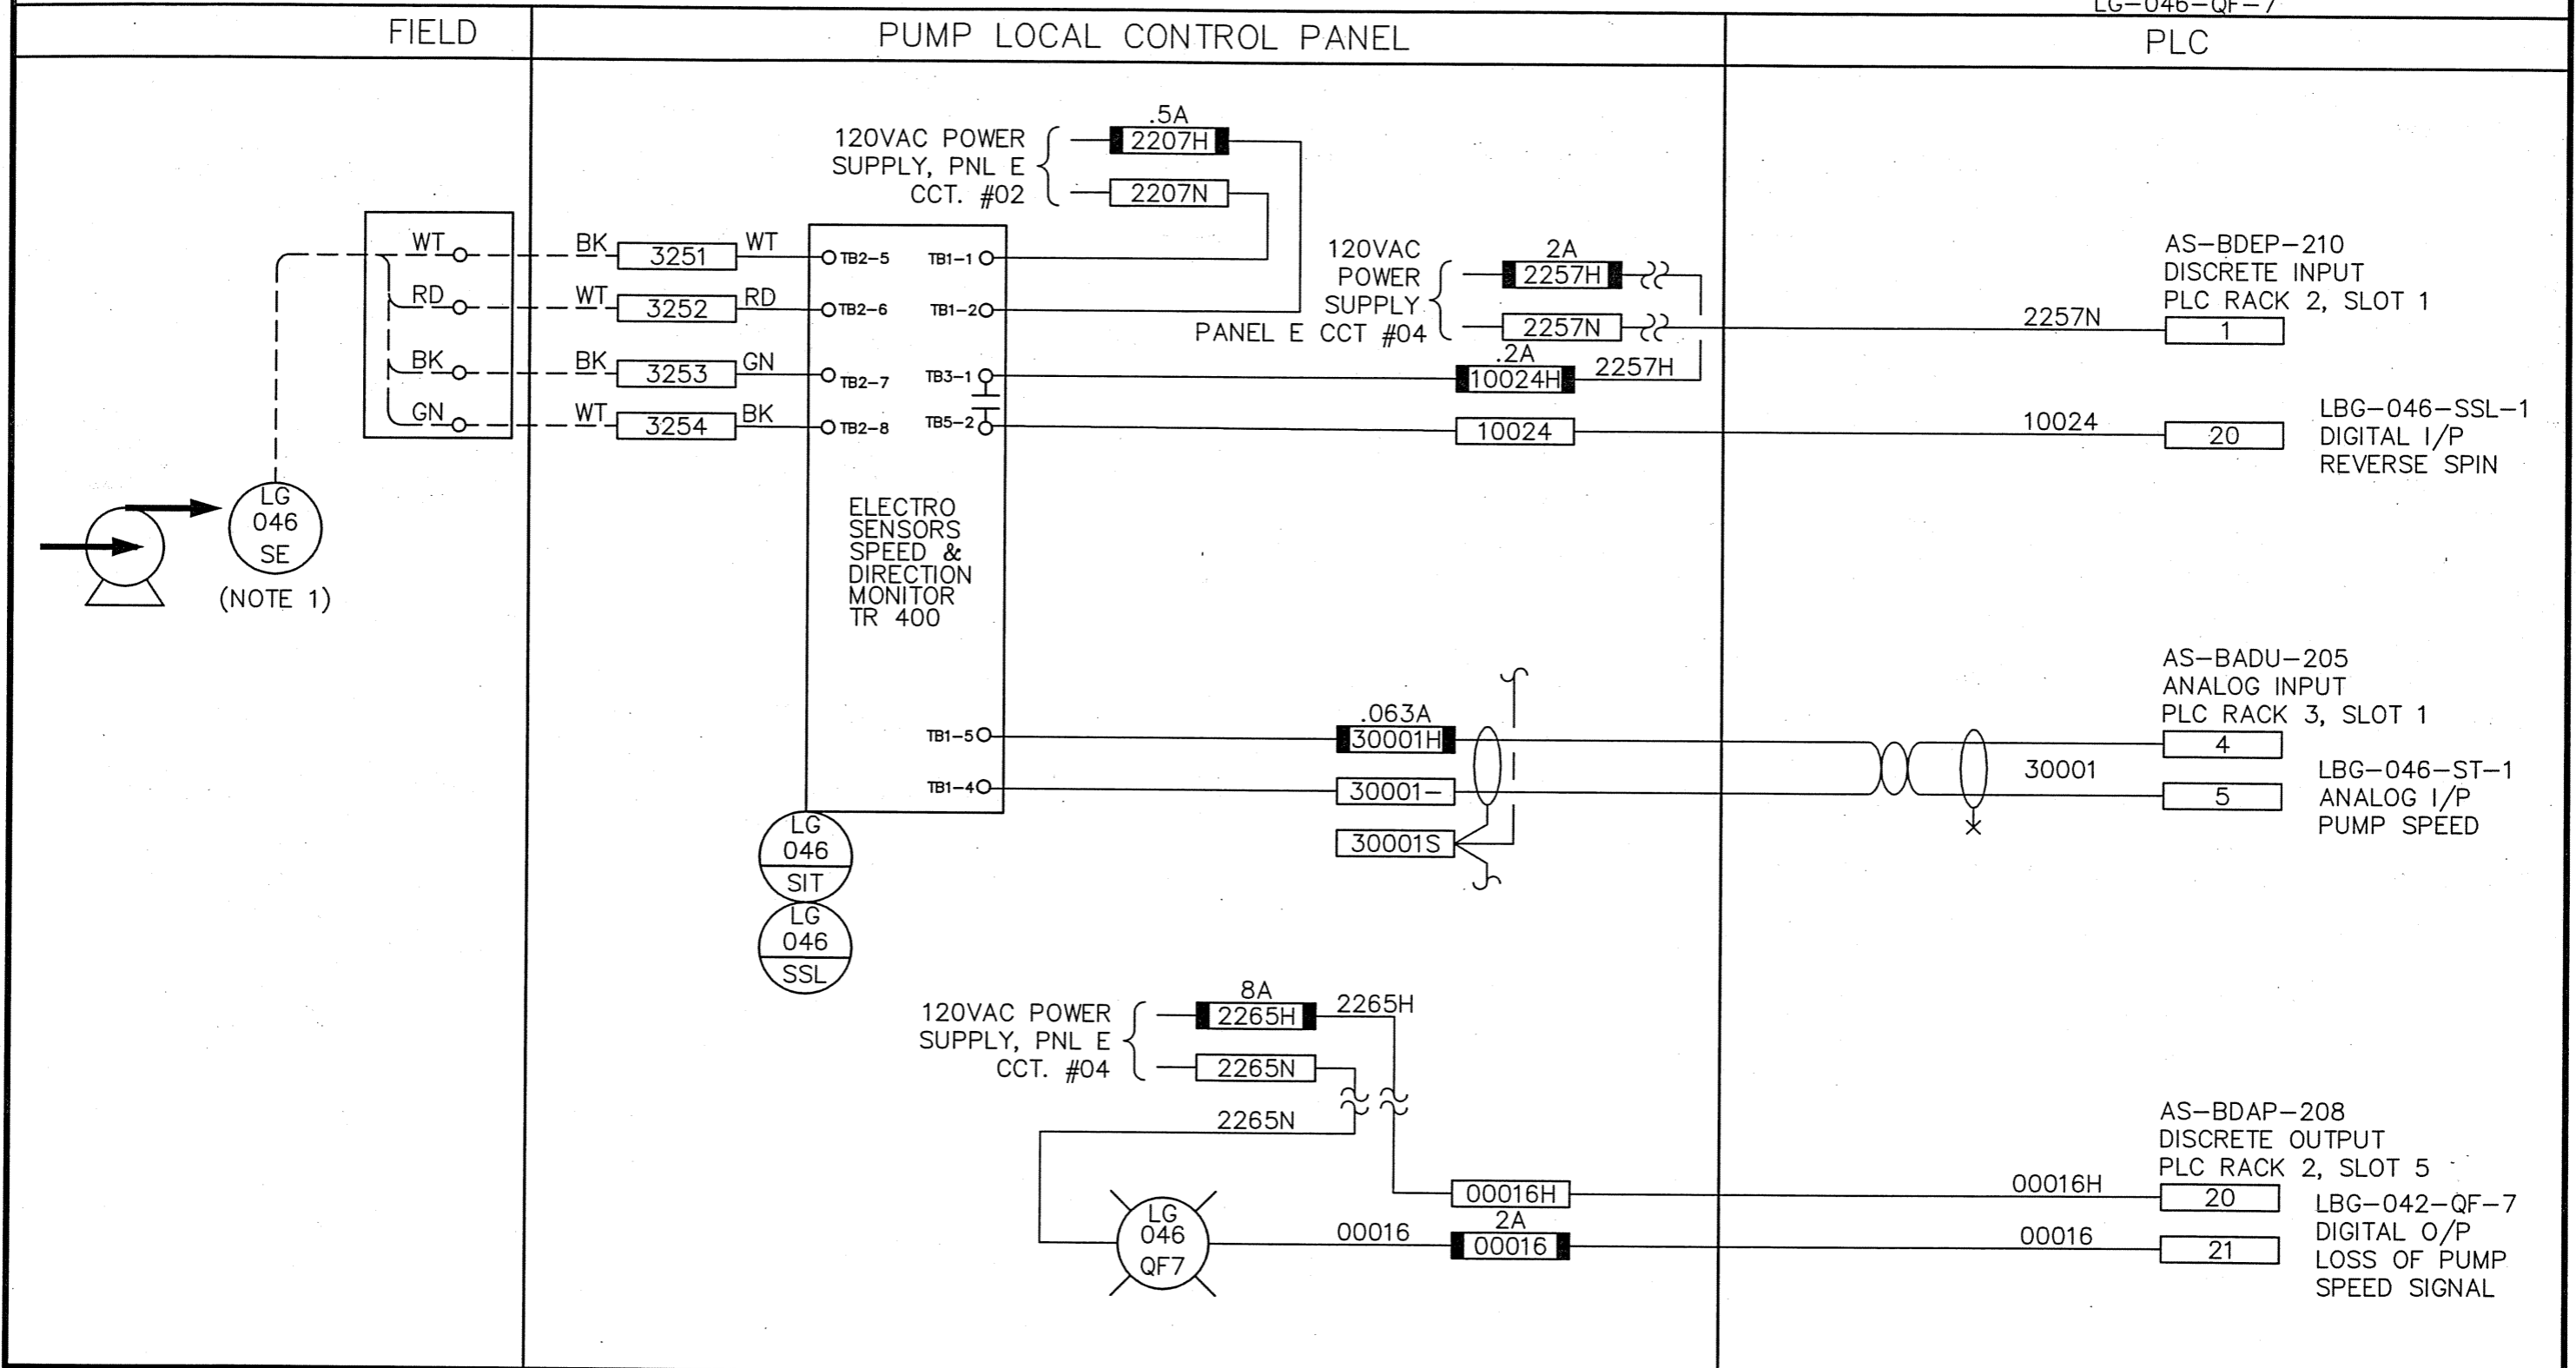 LG-046-QF-7
FIELD
PUMP LOCAL CONTROL PANEL
PLC
.5A
120VAC POWER
SUPPLY, PNL E
CCT. #02
2207H
2207N
WT
BK
3251
WT
TB2-5
TB1-1
RD
WT
3252
RD
TB2-6
TB1-2
BK
BK
3253
GN
TB2-7
TB3-1
GN
WT
3254
BK
TB2-8
TB5-2
120VAC
POWER
SUPPLY
PANEL E CCT #04
2A
2257H
2257N
.2A
10024H
2257H
10024
2257N
AS-BDEP-210
DISCRETE INPUT
PLC RACK 2, SLOT 1
1
10024
20
LBG-046-SSL-1
DIGITAL I/P
REVERSE SPIN
LG
046
SE
(NOTE 1)
ELECTRO
SENSORS
SPEED &
DIRECTION
MONITOR
TR 400
TB1-5
TB1-4
.063A
30001H
30001-
30001S
30001
AS-BADU-205
ANALOG INPUT
PLC RACK 3, SLOT 1
4
5
LBG-046-ST-1
ANALOG I/P
PUMP SPEED
LG
046
SIT
LG
046
SSL
120VAC POWER
SUPPLY, PNL E
CCT. #04
8A
2265H
2265H
2265N
2265N
LG
046
QF7
00016
00016H
2A
00016
00016H
00016
AS-BDAP-208
DISCRETE OUTPUT
PLC RACK 2, SLOT 5
20
21
LBG-042-QF-7
DIGITAL O/P
LOSS OF PUMP
SPEED SIGNAL